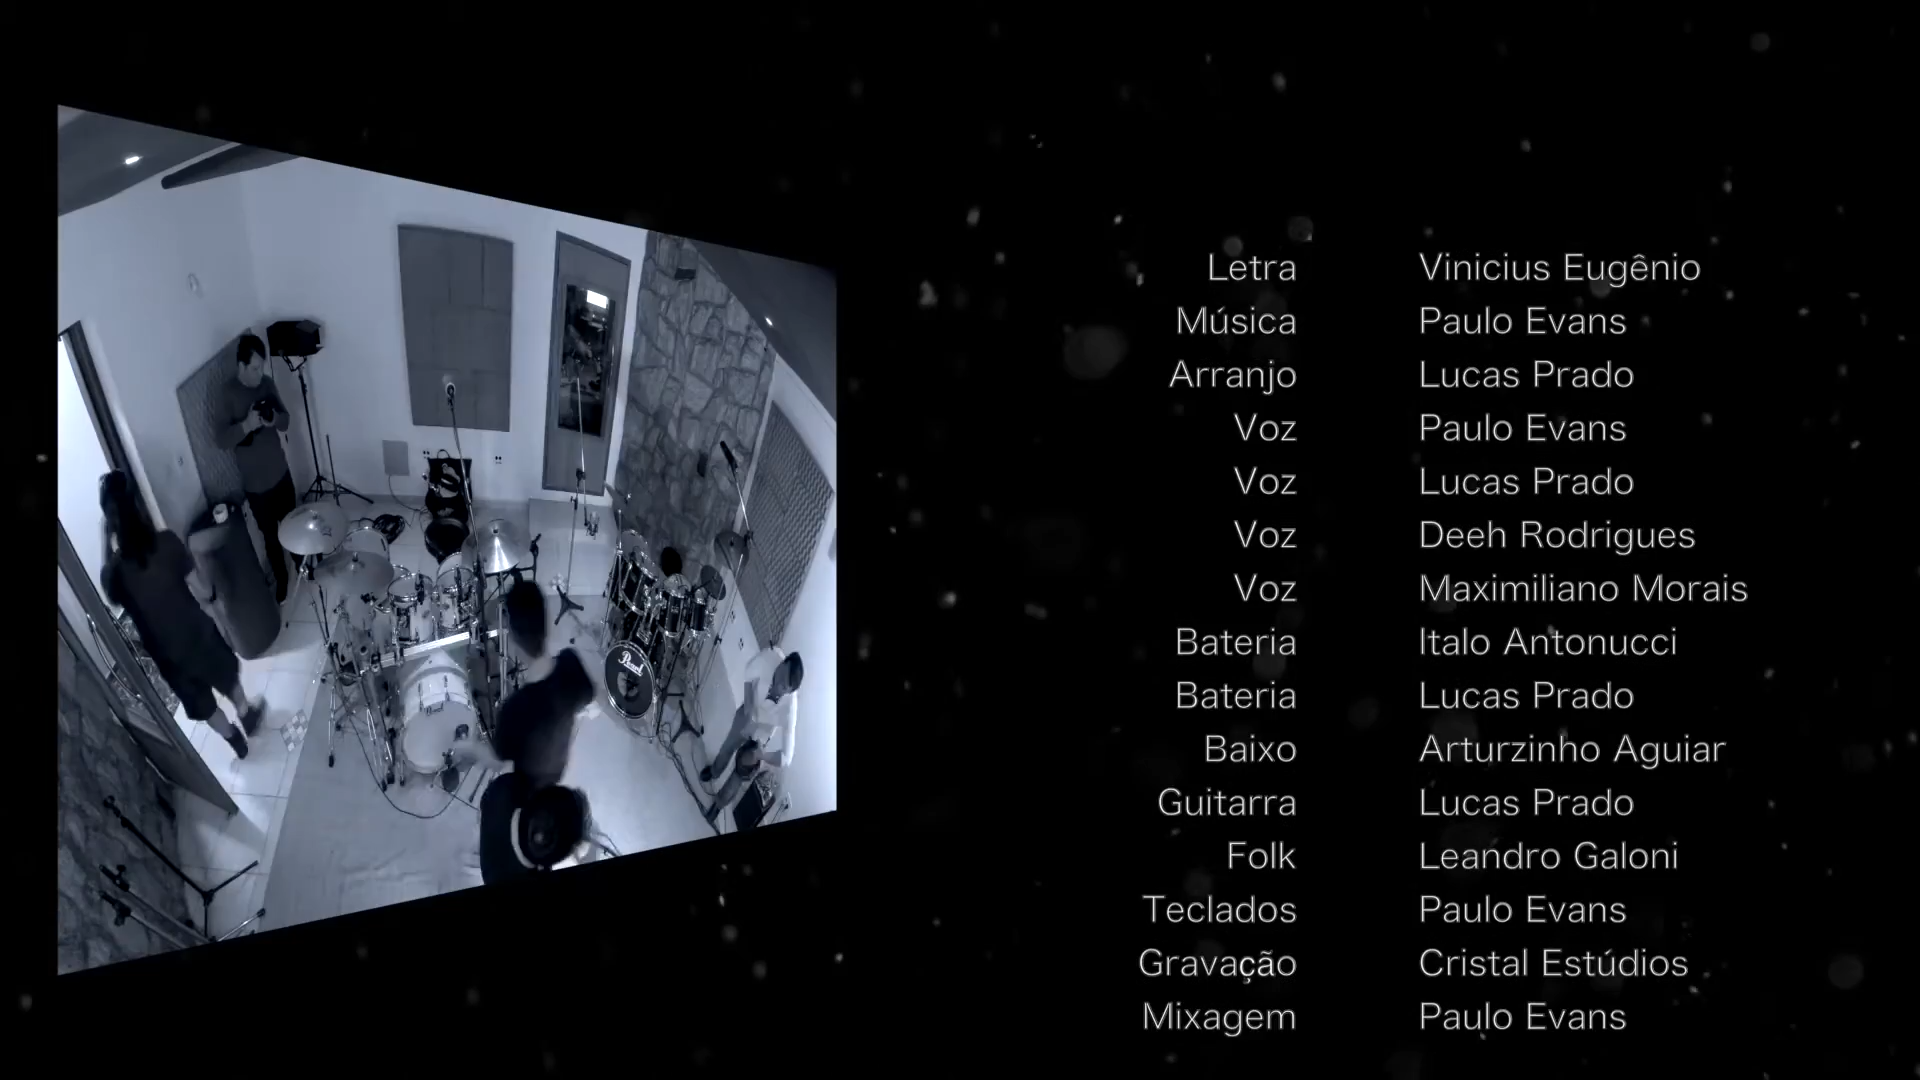 Letra Vinicius Eugênio
Música Paulo Evans
Arranjo Lucas Prado
Voz Paulo Evans
Voz Lucas Prado
Voz Deeh Rodrigues
Voz Maximiliano Morais
Bateria Italo Antonucci
Bateria Lucas Prado
Baixo Arturzinho Aguiar
Guitarra Lucas Prado
Folk Leandro Galoni
Teclados Paulo Evans
Gravação Cristal Estúdios
Mixagem Paulo Evans
Pearl